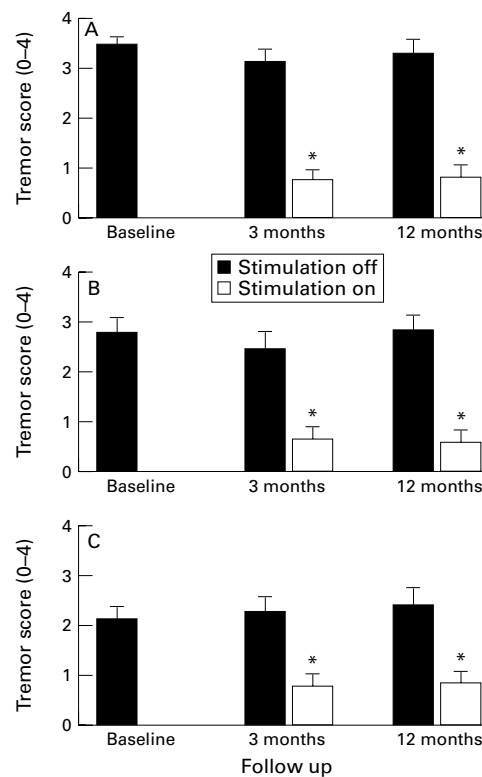 A
Tremor score (0–4)
4
3
2
1
0
*
*
Baseline 3 months 12 months
Stimulation off
Stimulation on
B
Tremor score (0–4)
4
3
2
1
0
*
*
Baseline 3 months 12 months
C
Tremor score (0–4)
4
3
2
1
0
*
*
Baseline 3 months 12 months
Follow up